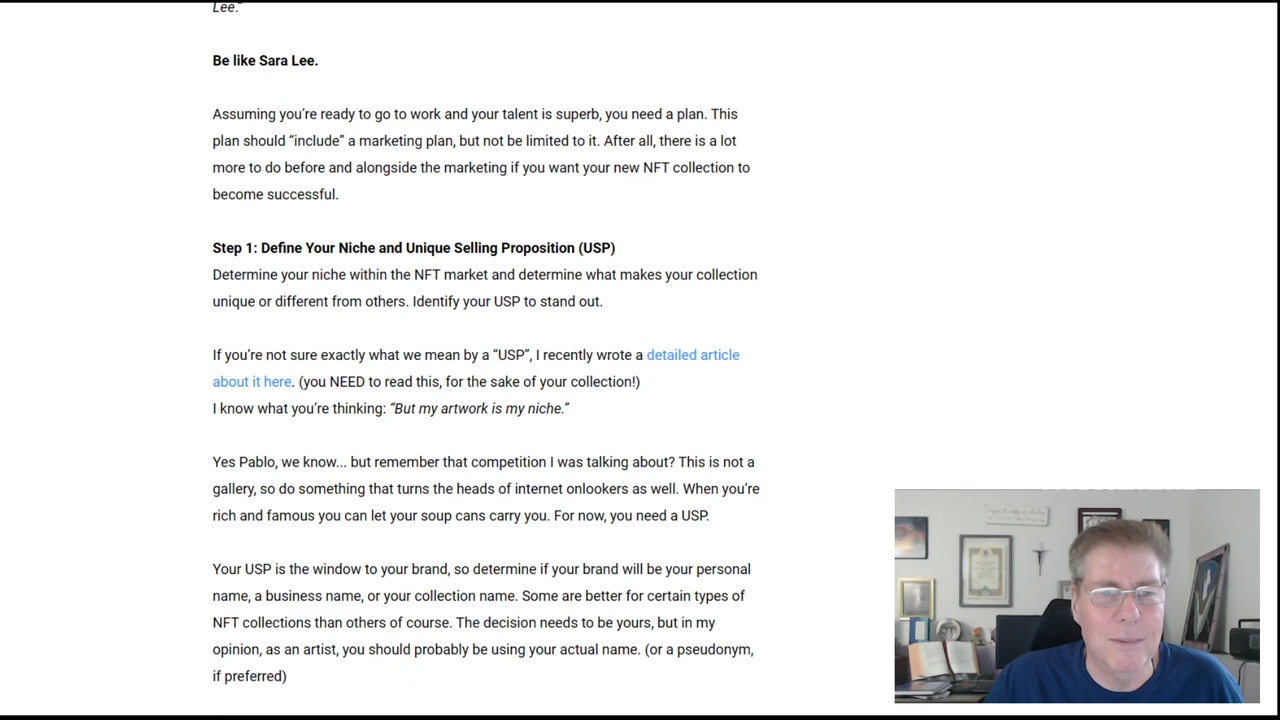 Lee.”
Be like Sara Lee.
Assuming you’re ready to go to work and your talent is superb, you need a plan. This
plan should “include” a marketing plan, but not be limited to it. After all, there is a lot
more to do before and alongside the marketing if you want your new NFT collection to
become successful.
Step 1: Define Your Niche and Unique Selling Proposition (USP)
Determine your niche within the NFT market and determine what makes your collection
unique or different from others. Identify your USP to stand out.
If you’re not sure exactly what we mean by a “USP”, I recently wrote a detailed article
about it here. (you NEED to read this, for the sake of your collection!)
I know what you’re thinking: “But my artwork is my niche.”
Yes Pablo, we know... but remember that competition I was talking about? This is not a
gallery, so do something that turns the heads of internet onlookers as well. When you’re
rich and famous you can let your soup cans carry you. For now, you need a USP.
Your USP is the window to your brand, so determine if your brand will be your personal
name, a business name, or your collection name. Some are better for certain types of
NFT collections than others of course. The decision needs to be yours, but in my
opinion, as an artist, you should probably be using your actual name. (or a pseudonym,
if preferred)